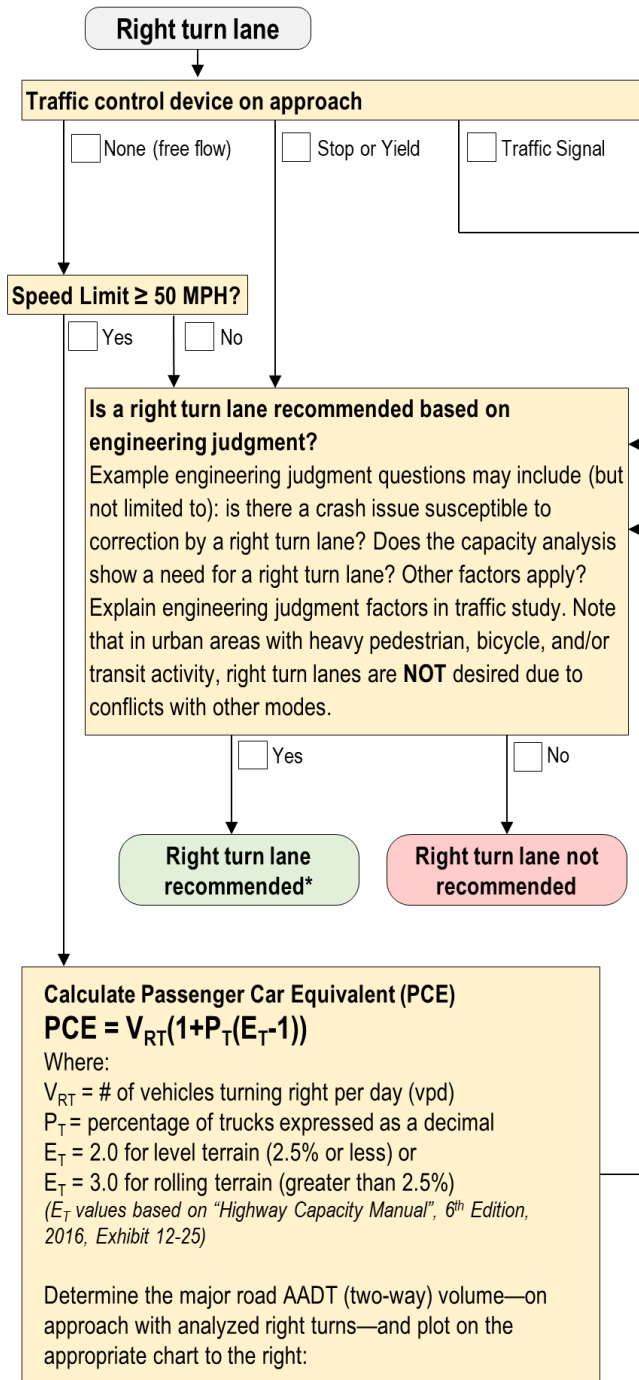 Right turn lane
Traffic control device on approach
None (free flow)
Stop or Yield
Traffic Signal
Speed Limit ≥ 50 MPH?
Yes
No
Is a right turn lane recommended based on
engineering judgment?
Example engineering judgment questions may include (but
not limited to): is there a crash issue susceptible to
correction by a right turn lane? Does the capacity analysis
show a need for a right turn lane? Other factors apply?
Explain engineering judgment factors in traffic study. Note
that in urban areas with heavy pedestrian, bicycle, and/or
transit activity, right turn lanes are NOT desired due to
conflicts with other modes.
Yes
No
Right turn lane
recommended*
Right turn lane not
recommended
Calculate Passenger Car Equivalent (PCE)
PCE = V_RT(1+P_T(E_T-1))
Where:
V_RT = # of vehicles turning right per day (vpd)
P_T = percentage of trucks expressed as a decimal
E_T = 2.0 for level terrain (2.5% or less) or
E_T = 3.0 for rolling terrain (greater than 2.5%)
(E_T values based on “Highway Capacity Manual”, 6th Edition,
2016, Exhibit 12-25)
Determine the major road AADT (two-way) volume—on
approach with analyzed right turns—and plot on the
appropriate chart to the right: